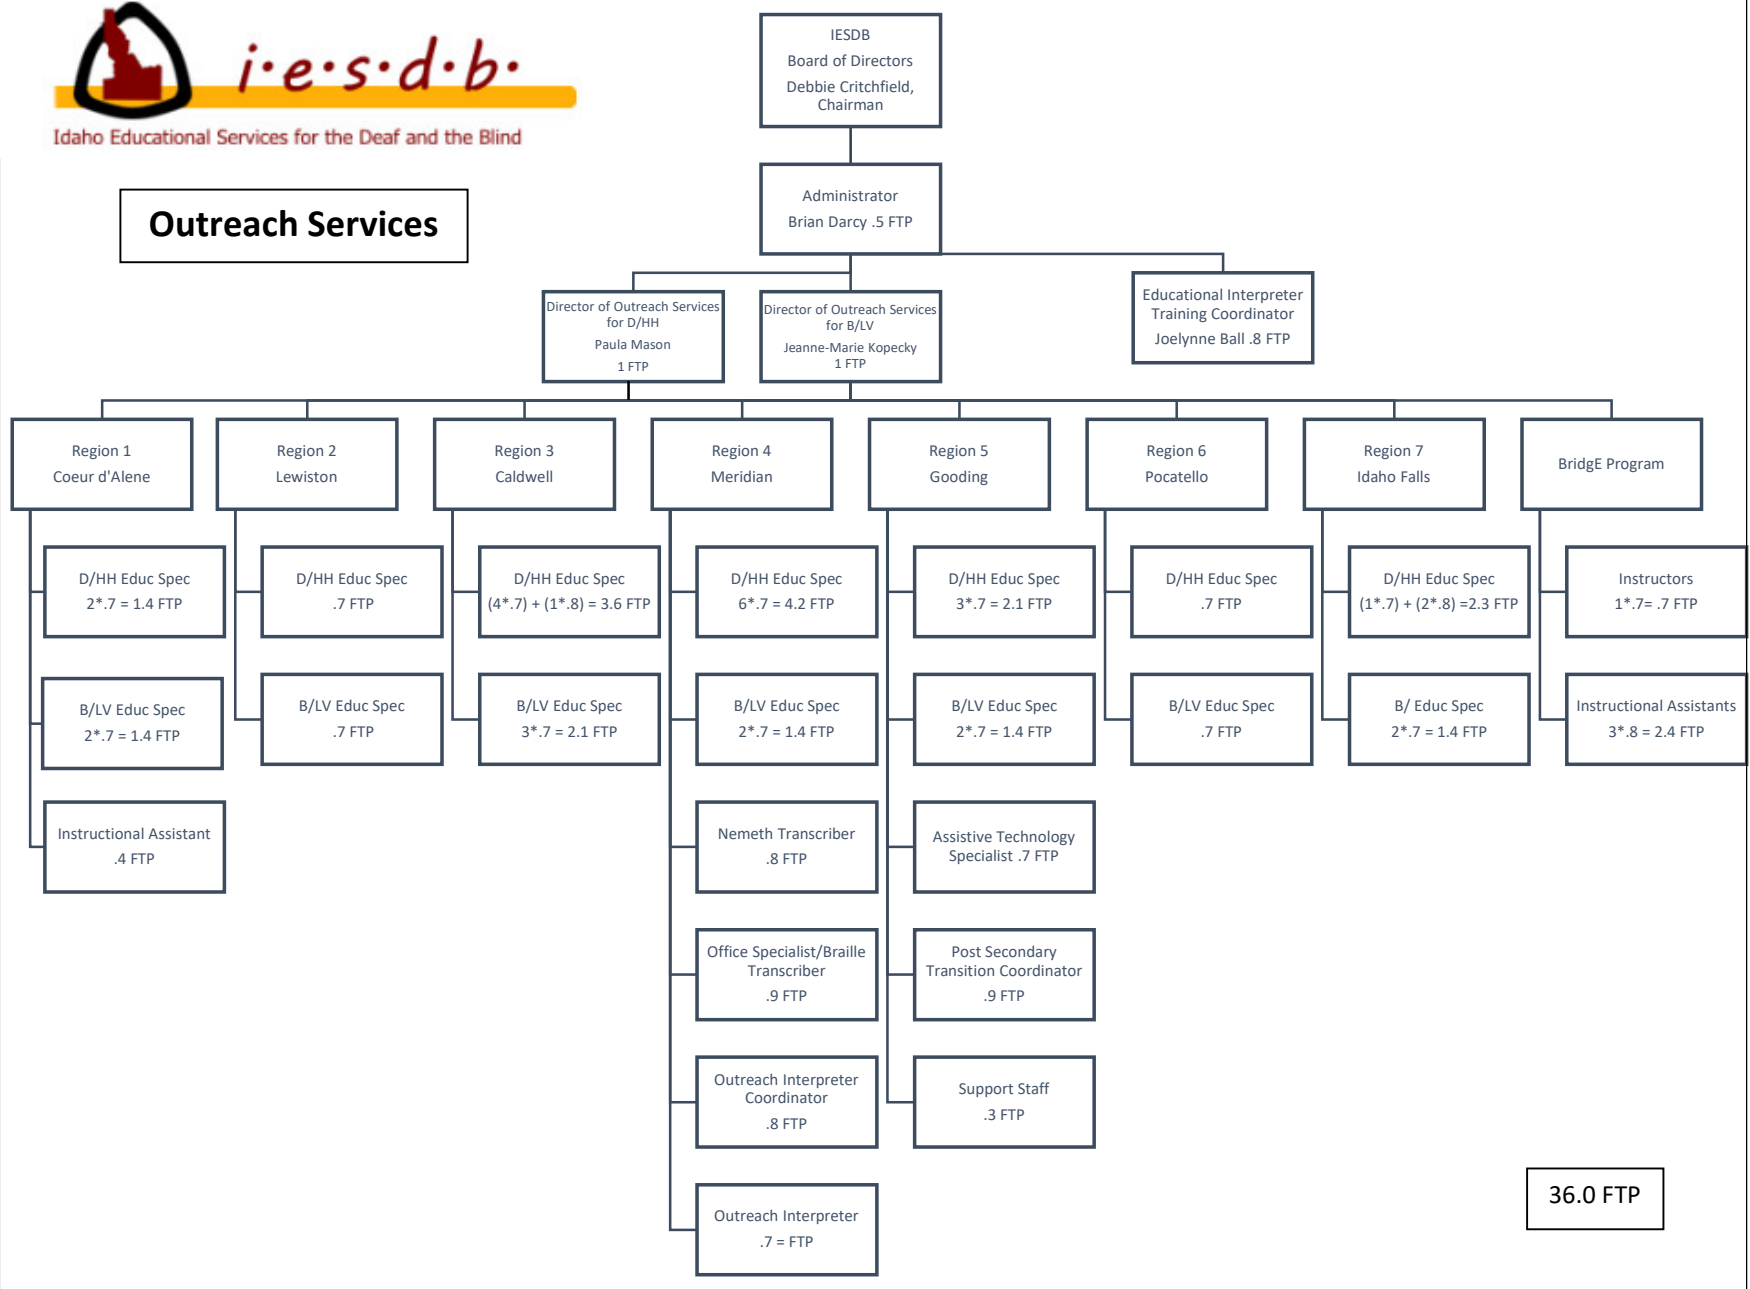 i·e·s·d·b·
Idaho Educational Services for the Deaf and the Blind
Outreach Services
IESDB
Board of Directors
Debbie Critchfield,
Chairman
Administrator
Brian Darcy .5 FTP
Director of Outreach Services
for D/HH
Paula Mason
1 FTP
Director of Outreach Services
for B/LV
Jeanne-Marie Kopecky
1 FTP
Educational Interpreter
Training Coordinator
Joelynne Ball .8 FTP
Region 1
Coeur d'Alene
D/HH Educ Spec
2*.7 = 1.4 FTP
B/LV Educ Spec
2*.7 = 1.4 FTP
Instructional Assistant
.4 FTP
Region 2
Lewiston
D/HH Educ Spec
.7 FTP
B/LV Educ Spec
.7 FTP
Region 3
Caldwell
D/HH Educ Spec
(4*.7) + (1*.8) = 3.6 FTP
B/LV Educ Spec
3*.7 = 2.1 FTP
Region 4
Meridian
D/HH Educ Spec
6*.7 = 4.2 FTP
B/LV Educ Spec
2*.7 = 1.4 FTP
Nemeth Transcriber
.8 FTP
Office Specialist/Braille
Transcriber
.9 FTP
Outreach Interpreter
Coordinator
.8 FTP
Outreach Interpreter
.7 = FTP
Region 5
Gooding
D/HH Educ Spec
3*.7 = 2.1 FTP
B/LV Educ Spec
2*.7 = 1.4 FTP
Assistive Technology
Specialist .7 FTP
Post Secondary
Transition Coordinator
.9 FTP
Support Staff
.3 FTP
Region 6
Pocatello
D/HH Educ Spec
.7 FTP
B/LV Educ Spec
.7 FTP
Region 7
Idaho Falls
D/HH Educ Spec
(1*.7) + (2*.8) =2.3 FTP
B/ Educ Spec
2*.7 = 1.4 FTP
BridgE Program
Instructors
1*.7= .7 FTP
Instructional Assistants
3*.8 = 2.4 FTP
36.0 FTP